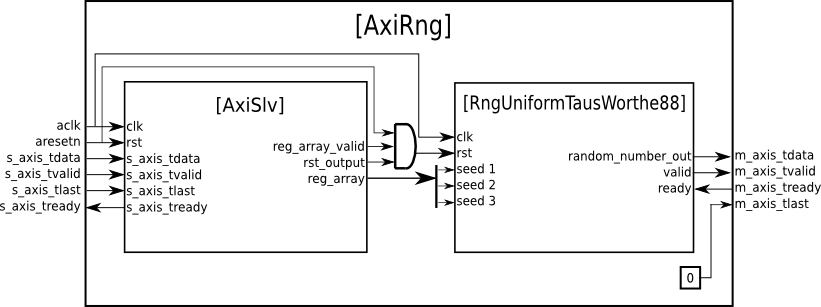 [AxiRng]
[AxiSlv]
[RngUniformTausWorthe88]
aclk
aresetn
s_axis_tdata
s_axis_tvalid
s_axis_tlast
s_axis_tready
clk
rst
s_axis_tdata
s_axis_tvalid
s_axis_tlast
s_axis_tready
reg_array_valid
rst_output
reg_array
clk
rst
seed 1
seed 2
seed 3
random_number_out
valid
ready
m_axis_tdata
m_axis_tvalid
m_axis_tready
m_axis_tlast
0